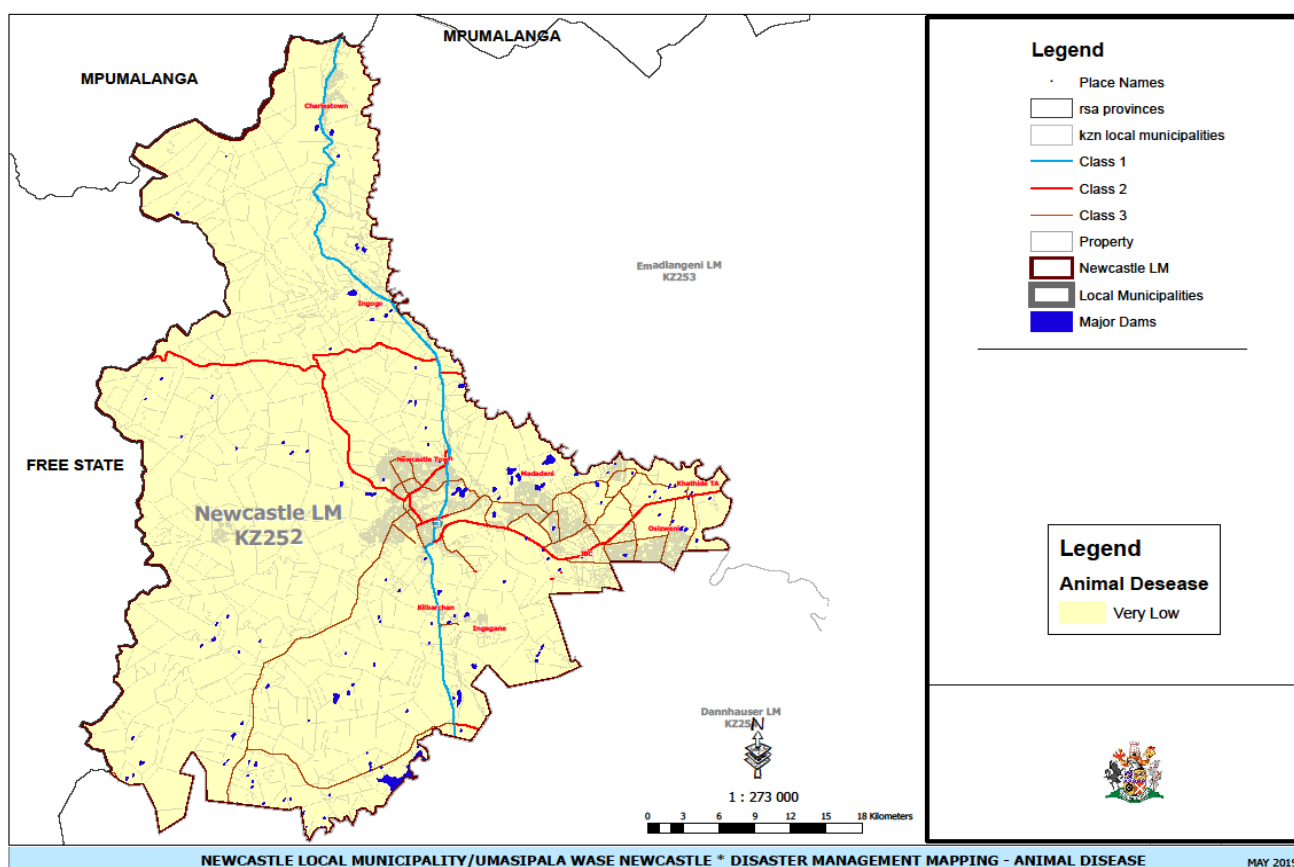 MPUMALANGA
MPUMALANGA
Charlestown
Emadlangeni LM
KZ253
Ingogo
FREE STATE
Newcastle Town
Madadeni
Khathide TA
Newcastle LM
KZ252
Osizweni
JBC
Kilbarchan
Ingagane
Dannhauser LM
N
1 : 273 000
0 3 6 9 12 15 18 Kilometers
Legend
Place Names
rsa provinces
kzn local municipalities
Class 1
Class 2
Class 3
Property
Newcastle LM
Local Municipalities
Major Dams
Legend
Animal Desease
Very Low
NEWCASTLE LOCAL MUNICIPALITY/UMASIPALA WASE NEWCASTLE * DISASTER MANAGEMENT MAPPING - ANIMAL DISEASE
MAY 2019